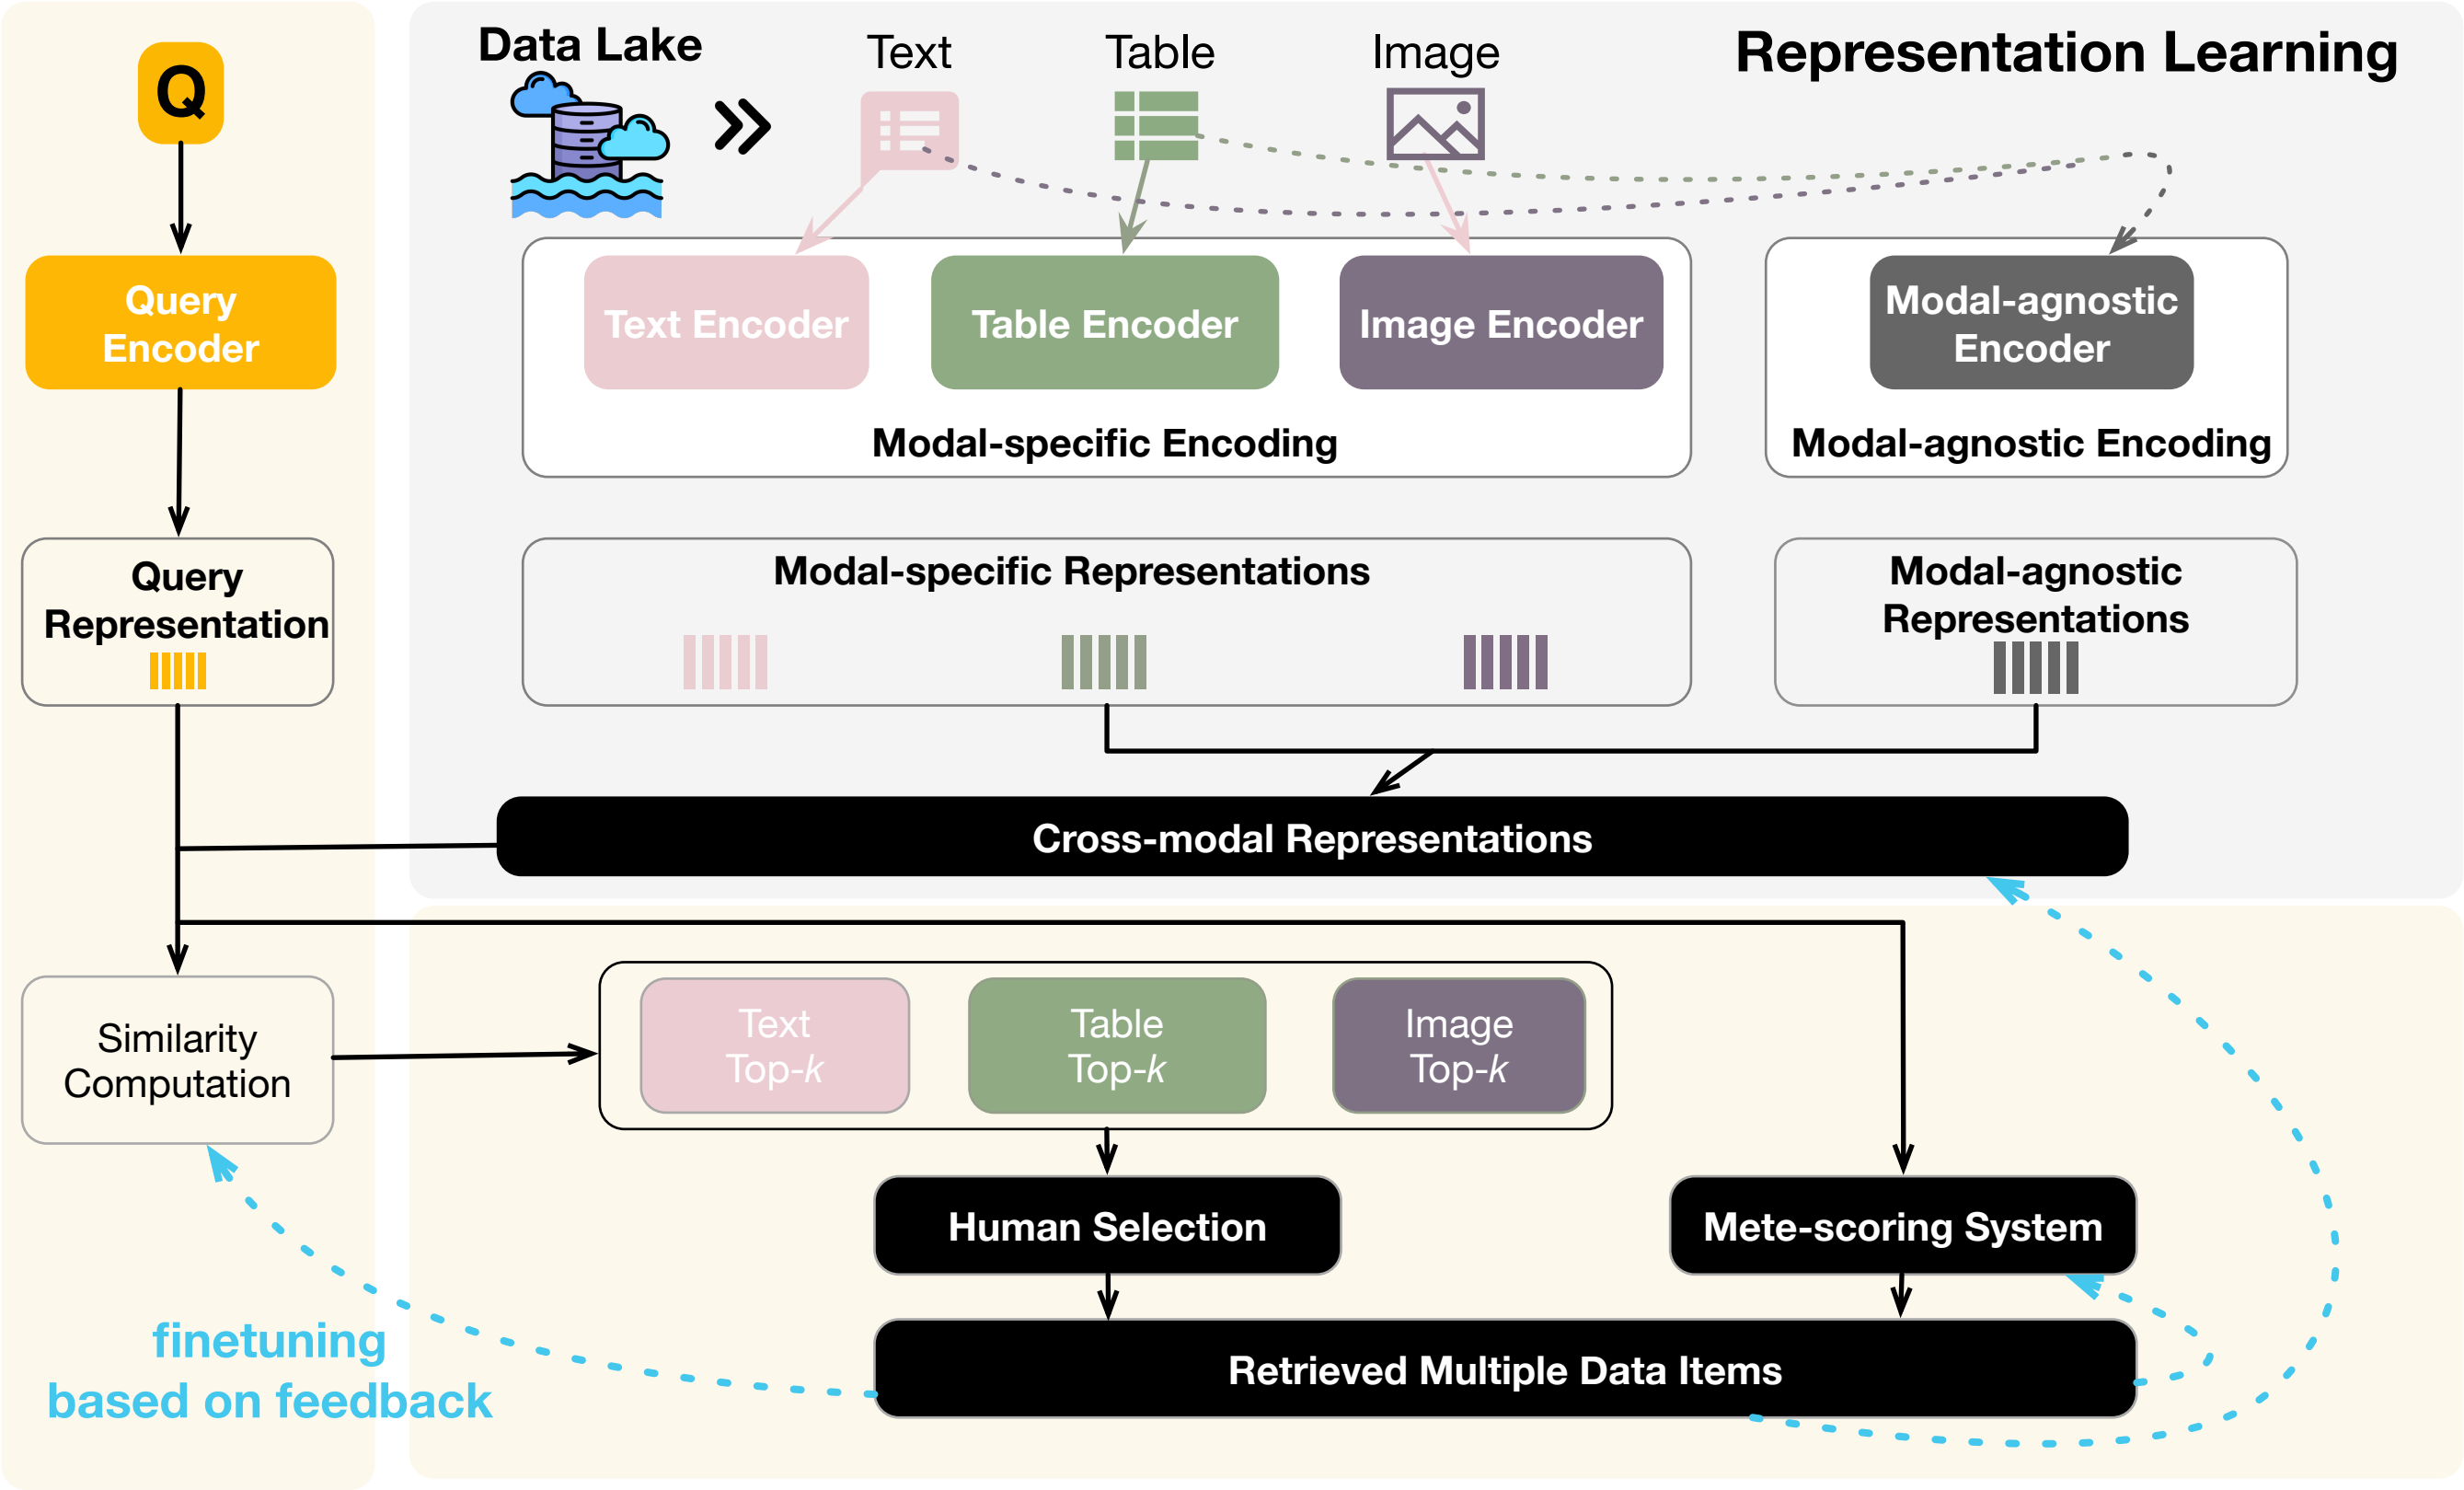 Q
Query
Encoder
Query
Representation
Similarity
Computation
finetuning
based on feedback
Data Lake
Text
Table
Image
Representation Learning
Text Encoder
Table Encoder
Image Encoder
Modal-specific Encoding
Modal-agnostic
Encoder
Modal-agnostic Encoding
Modal-specific Representations
Modal-agnostic
Representations
Cross-modal Representations
Text
Top-k
Table
Top-k
Image
Top-k
Human Selection
Mete-scoring System
Retrieved Multiple Data Items